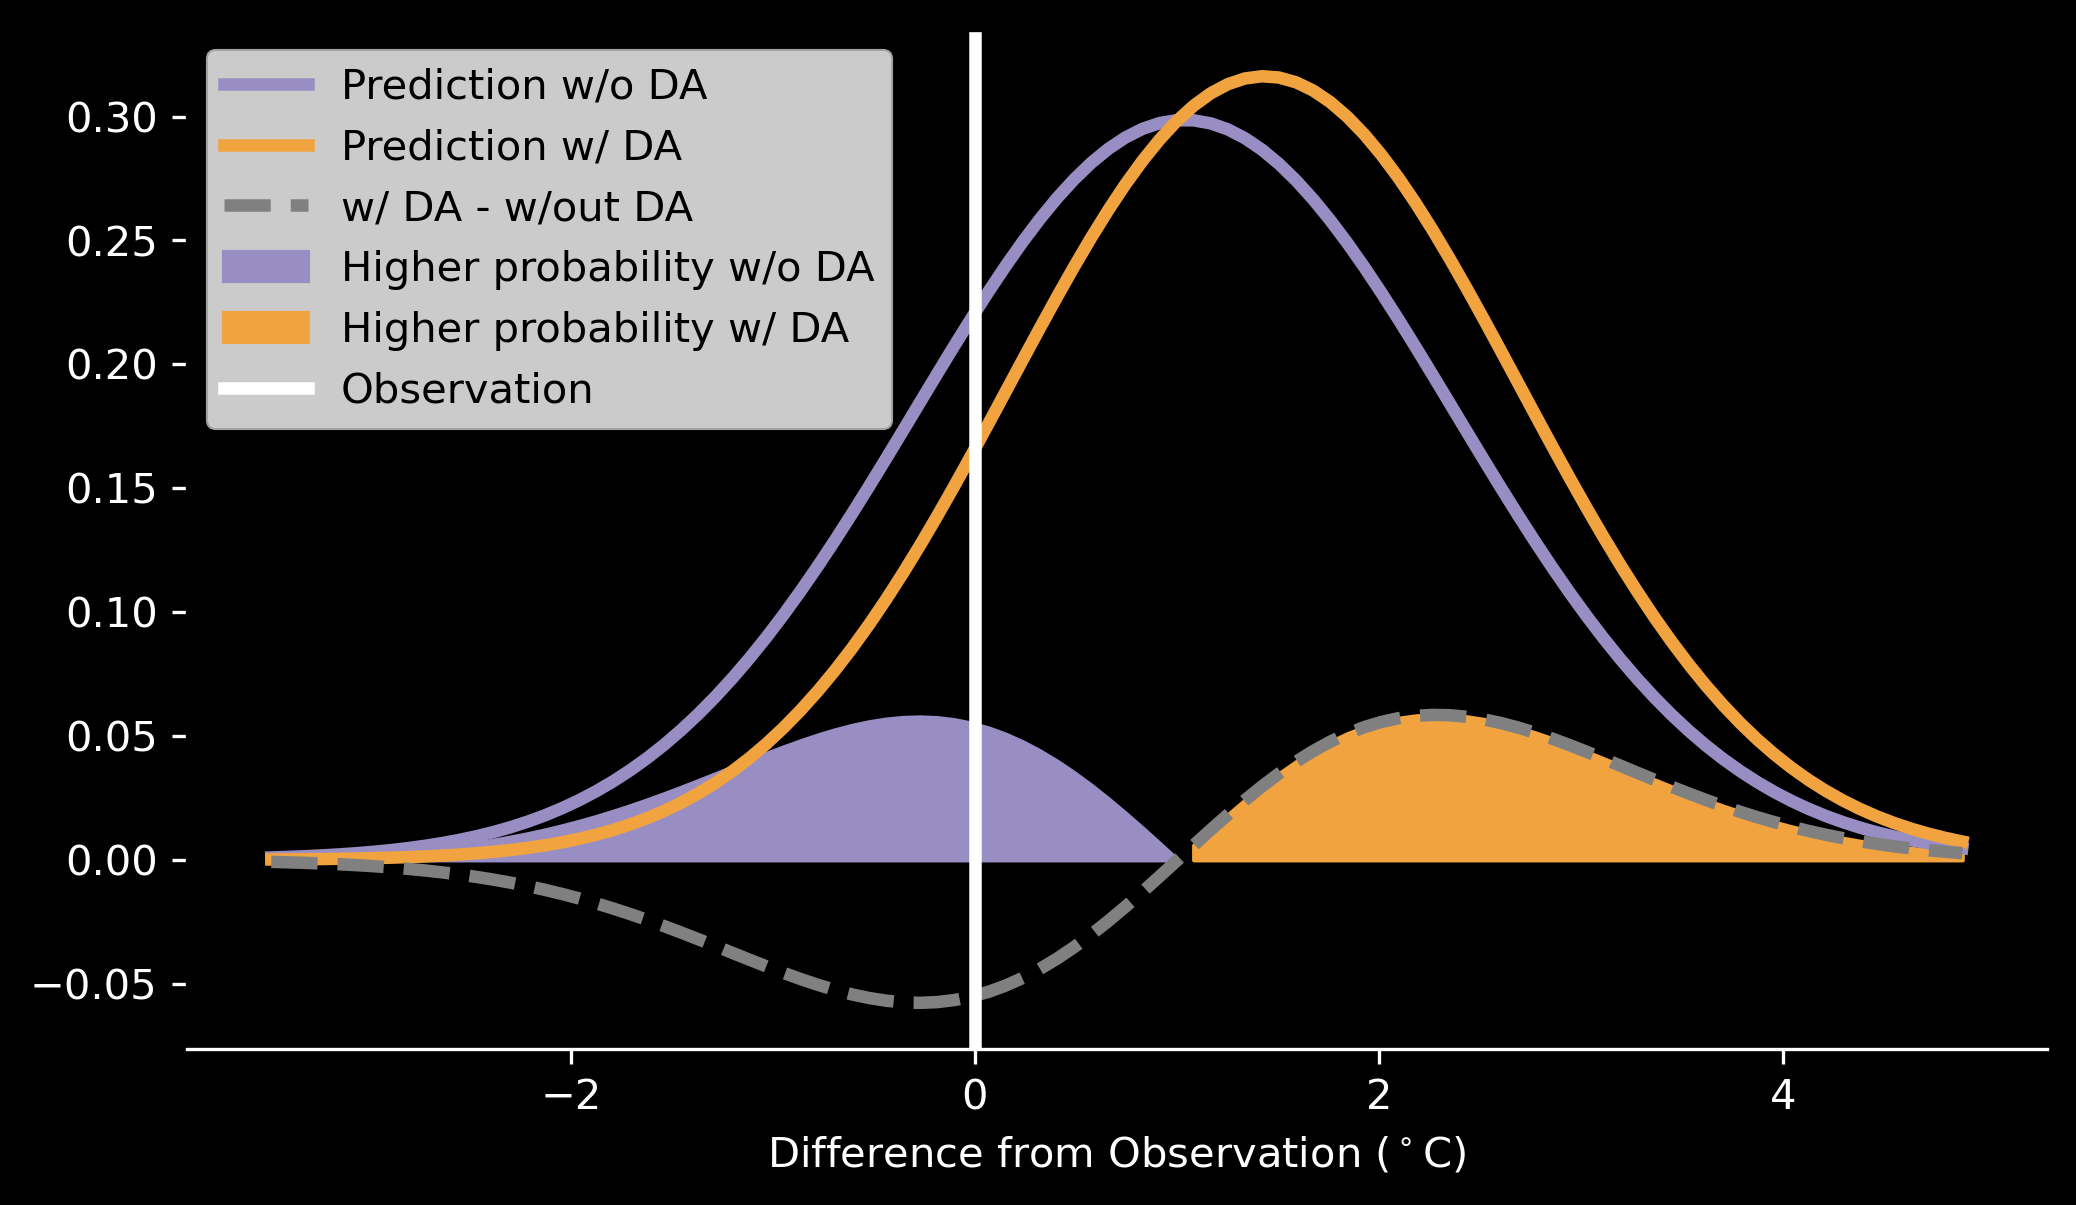 Prediction w/o DA
Prediction w/ DA
w/ DA - w/out DA
Higher probability w/o DA
Higher probability w/ DA
Observation
0.30
0.25
0.20
0.15
0.10
0.05
0.00
−0.05
−2 0 2 4
Difference from Observation (°C)